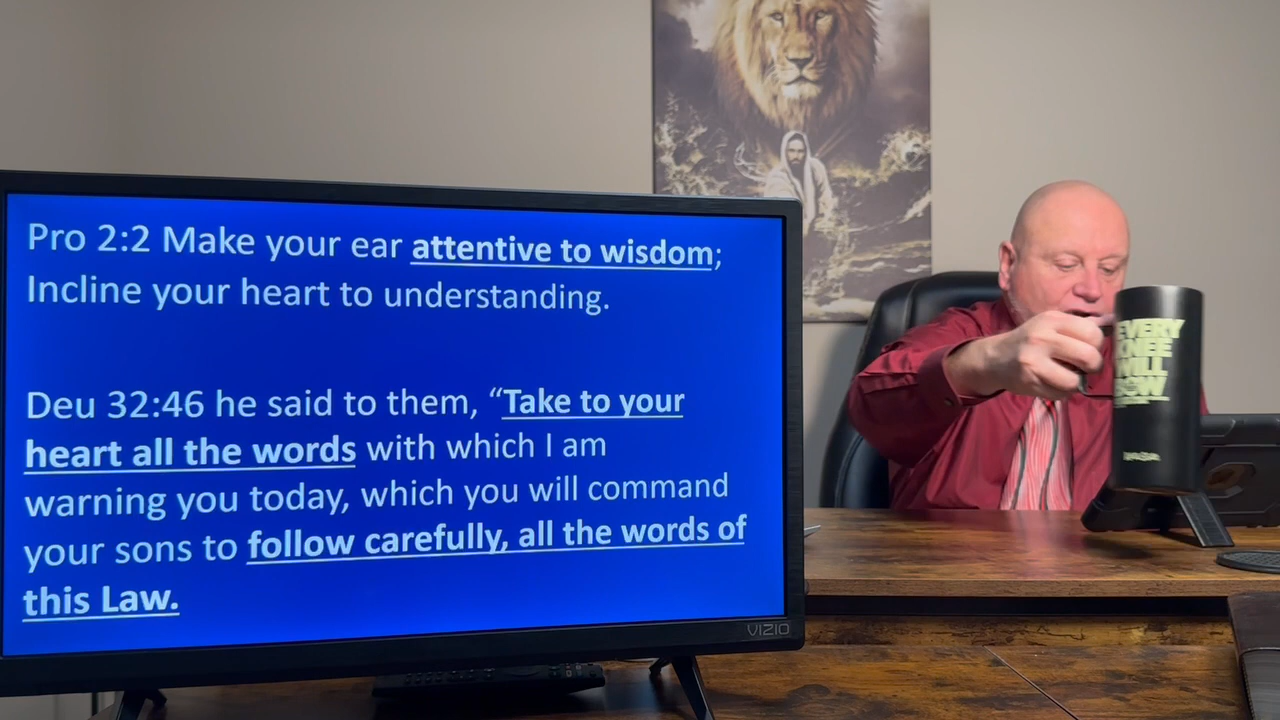 Pro 2:2 Make your ear attentive to wisdom;
Incline your heart to understanding.
Deu 32:46 he said to them, “Take to your
heart all the words with which I am
warning you today, which you will command
your sons to follow carefully, all the words of
this Law.
VIZIO
EVERY
KNEE
WILL
BOW